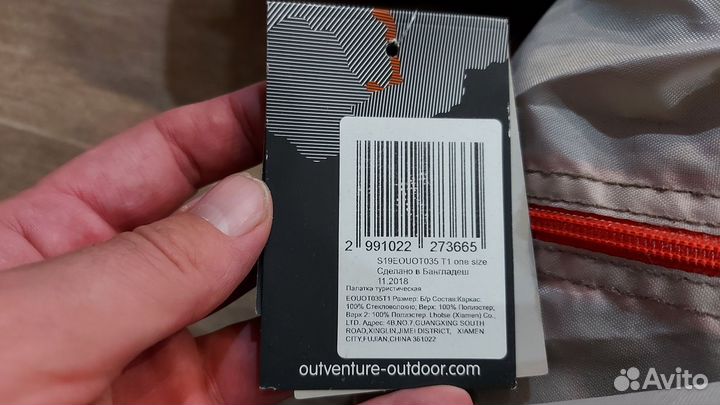 2 991022 273665
S19EOUOT035 T1 one size
Сделано в Бангладеш
11.2018
Палатка туристическая
EOUOT035T1 Размер: Б/р Состав:Каркас:
100% Стекловолокно; Верх: 100% Полиэстер;
Верх 2: 100% Полиэстер. Lhotse (Xiamen) Co.,
LTD. Адрес: 4B,NO.7,GUANGXING SOUTH
ROAD,XINGLIN,JIMEI DISTRICT, XIAMEN
CITY,FUJIAN,CHINA 361022
outventure-outdoor.com
Avito